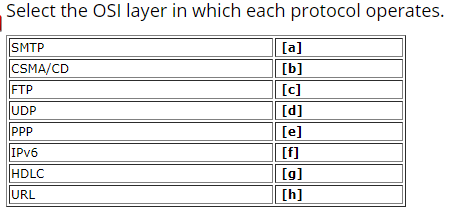 Select the OSI layer in which each protocol operates.
SMTP [a]
CSMA/CD [b]
FTP [c]
UDP [d]
PPP [e]
IPv6 [f]
HDLC [g]
URL [h]